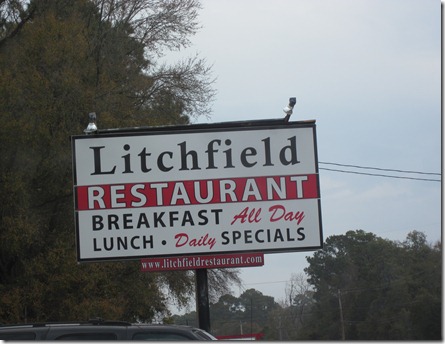 Litchfield
RESTAURANT
BREAKFAST All Day
LUNCH • Daily SPECIALS
www.litchfieldrestaurant.com